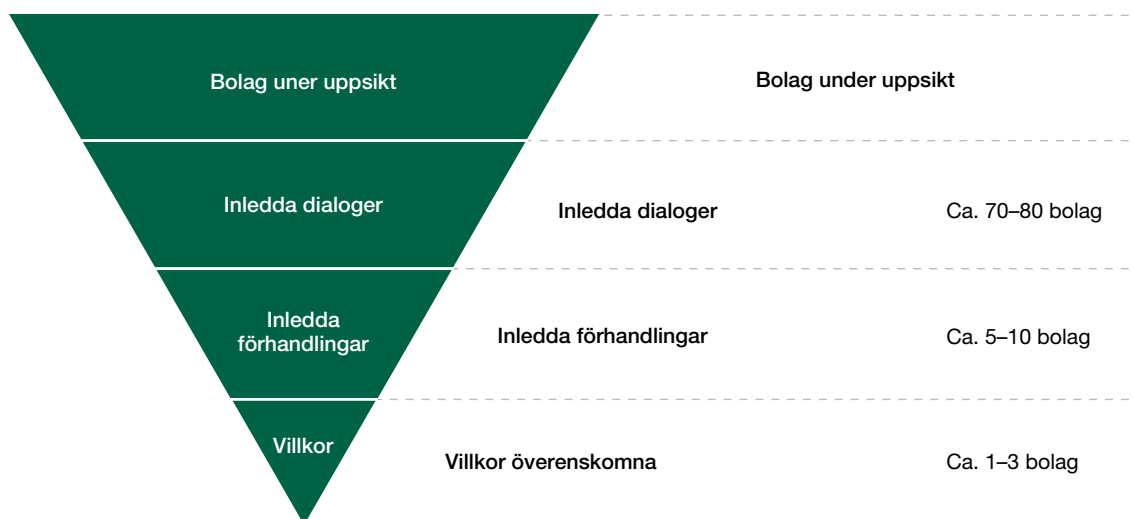 Bolag uner uppsikt
Bolag under uppsikt
Inledda dialoger
Inledda dialoger
Ca. 70–80 bolag
Inledda
förhandlingar
Inledda förhandlingar
Ca. 5–10 bolag
Villkor
Villkor överenskomna
Ca. 1–3 bolag